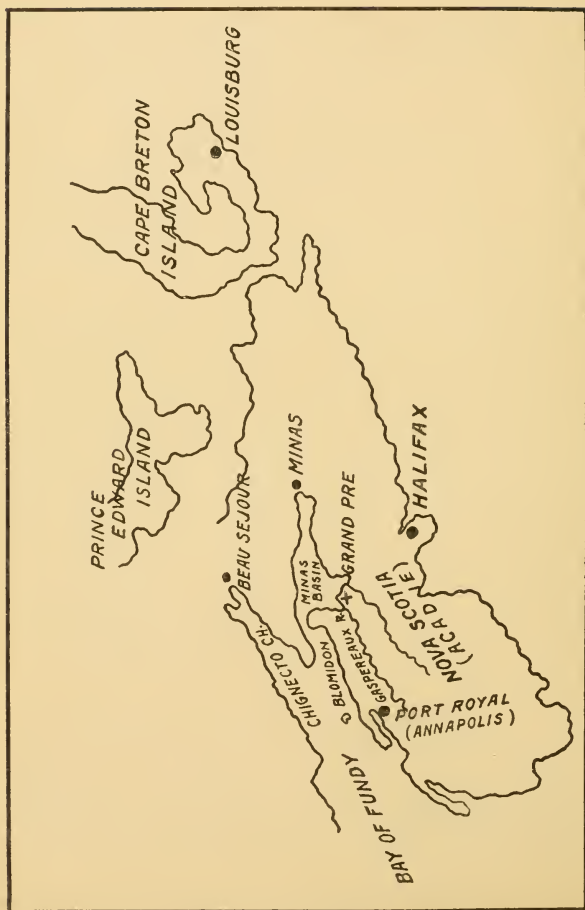 PRINCE
EDWARD
ISLAND
CAPE BRETON
ISLAND
LOUISBURG
BEAU SEJOUR
MINAS
CHIGNECTO CH.
MINAS
BASIN
BLOMIDON
GRAND PRE
GASPEREAUX R.
HALIFAX
NOVA SCOTIA
(ACADIE)
PORT ROYAL
(ANNAPOLIS)
BAY OF FUNDY